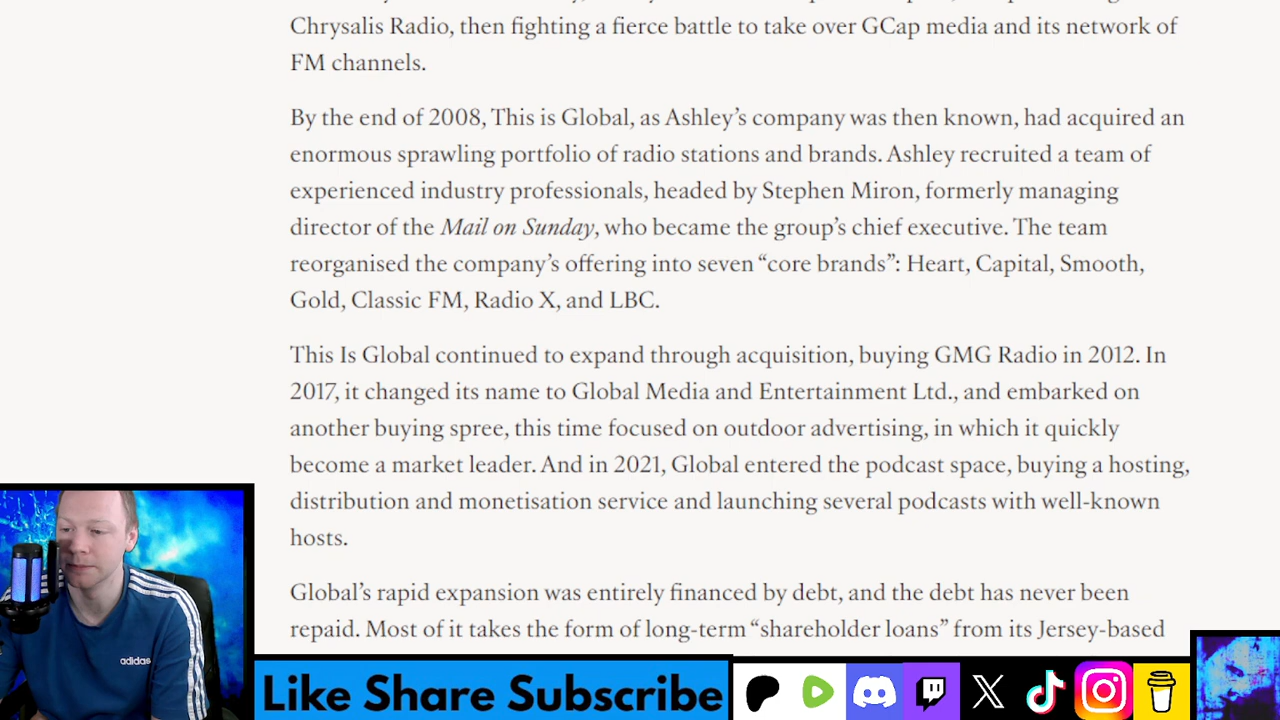 Chrysalis Radio, then fighting a fierce battle to take over GCap media and its network of
FM channels.
By the end of 2008, This is Global, as Ashley’s company was then known, had acquired an
enormous sprawling portfolio of radio stations and brands. Ashley recruited a team of
experienced industry professionals, headed by Stephen Miron, formerly managing
director of the Mail on Sunday, who became the group’s chief executive. The team
reorganised the company’s offering into seven “core brands”: Heart, Capital, Smooth,
Gold, Classic FM, Radio X, and LBC.
This Is Global continued to expand through acquisition, buying GMG Radio in 2012. In
2017, it changed its name to Global Media and Entertainment Ltd., and embarked on
another buying spree, this time focused on outdoor advertising, in which it quickly
become a market leader. And in 2021, Global entered the podcast space, buying a hosting,
distribution and monetisation service and launching several podcasts with well-known
hosts.
Global’s rapid expansion was entirely financed by debt, and the debt has never been
repaid. Most of it takes the form of long-term “shareholder loans” from its Jersey-based
adidas
Like Share Subscribe